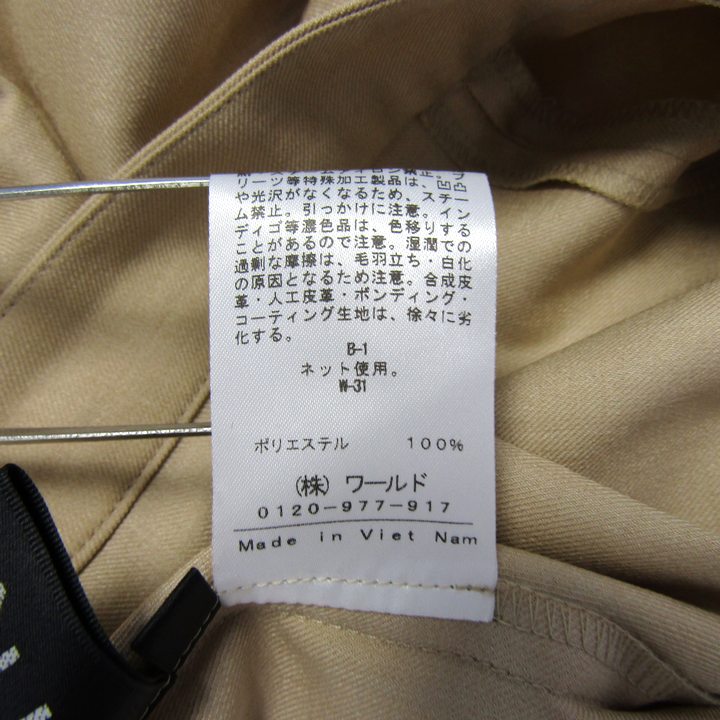 リーツ等特殊加工製品は、凹凸
や光沢がなくなるため、スチー
ム禁止。引っかけに注意。イン
ディゴ等濃色品は、色移りする
ことがあるので注意。湿潤での
過剰な摩擦は、毛羽立ち・白化
の原因となるため注意。合成皮
革・人工皮革・ボンディング・
コーティング生地は、徐々に劣
化する。
B-1
ネット使用。
W-31
ポリエステル 100%
(株) ワールド
0120-977-917
Made in Viet Nam